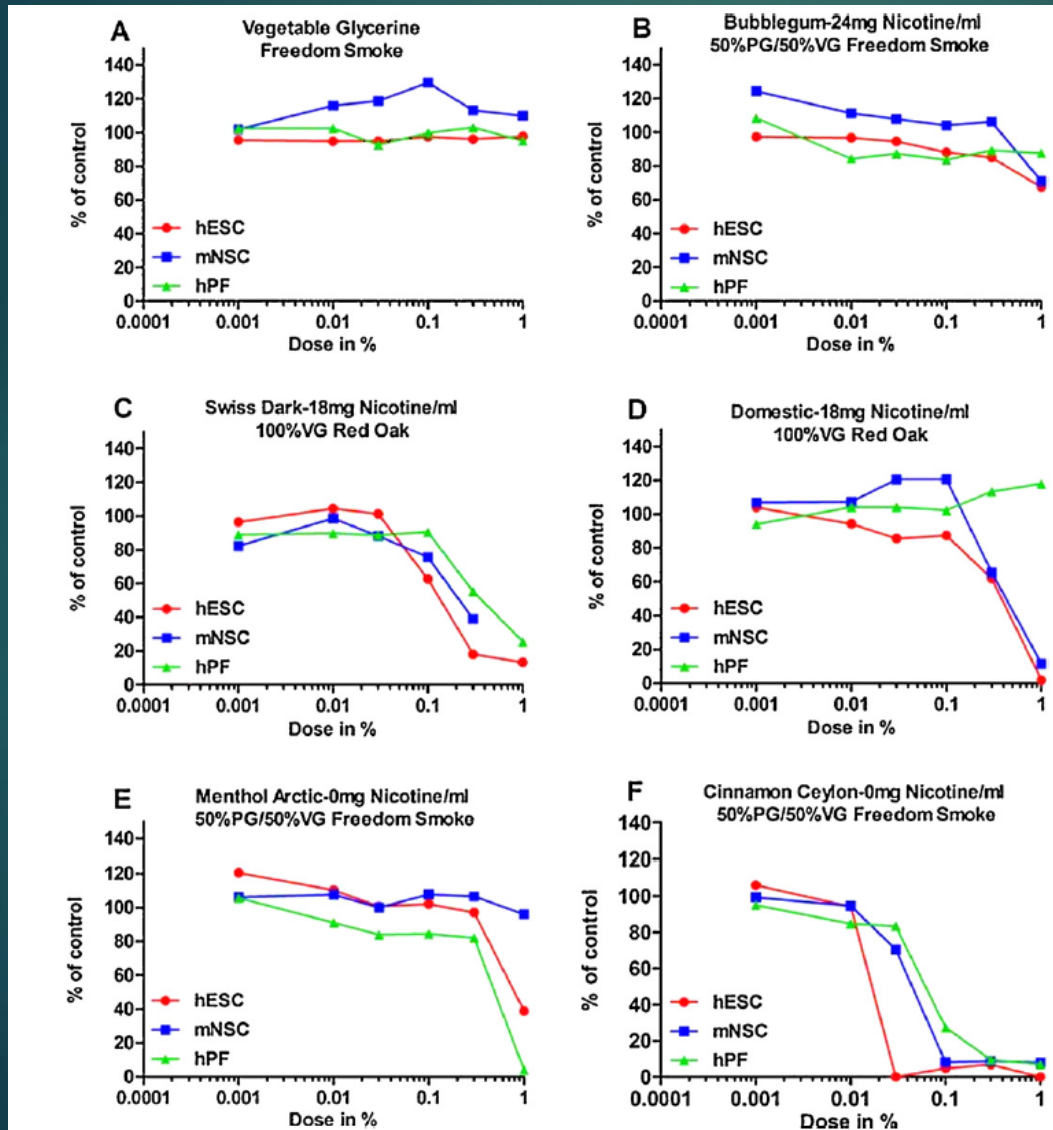 A
Vegetable Glycerine
Freedom Smoke
% of control
140
120
100
80
60
40
20
0
hESC
mNSC
hPF
0.0001
0.001
0.01
0.1
1
Dose in %
B
Bubblegum-24mg Nicotine/ml
50%PG/50%VG Freedom Smoke
% of control
140
120
100
80
60
40
20
0
hESC
mNSC
hPF
0.0001
0.001
0.01
0.1
1
Dose in %
C
Swiss Dark-18mg Nicotine/ml
100%VG Red Oak
% of control
140
120
100
80
60
40
20
0
hESC
mNSC
hPF
0.0001
0.001
0.01
0.1
1
Dose in %
D
Domestic-18mg Nicotine/ml
100%VG Red Oak
% of control
140
120
100
80
60
40
20
0
hESC
mNSC
hPF
0.0001
0.001
0.01
0.1
1
Dose in %
E
Menthol Arctic-0mg Nicotine/ml
50%PG/50%VG Freedom Smoke
% of control
140
120
100
80
60
40
20
0
hESC
mNSC
hPF
0.0001
0.001
0.01
0.1
1
Dose in %
F
Cinnamon Ceylon-0mg Nicotine/ml
50%PG/50%VG Freedom Smoke
% of control
140
120
100
80
60
40
20
0
hESC
mNSC
hPF
0.0001
0.001
0.01
0.1
1
Dose in %